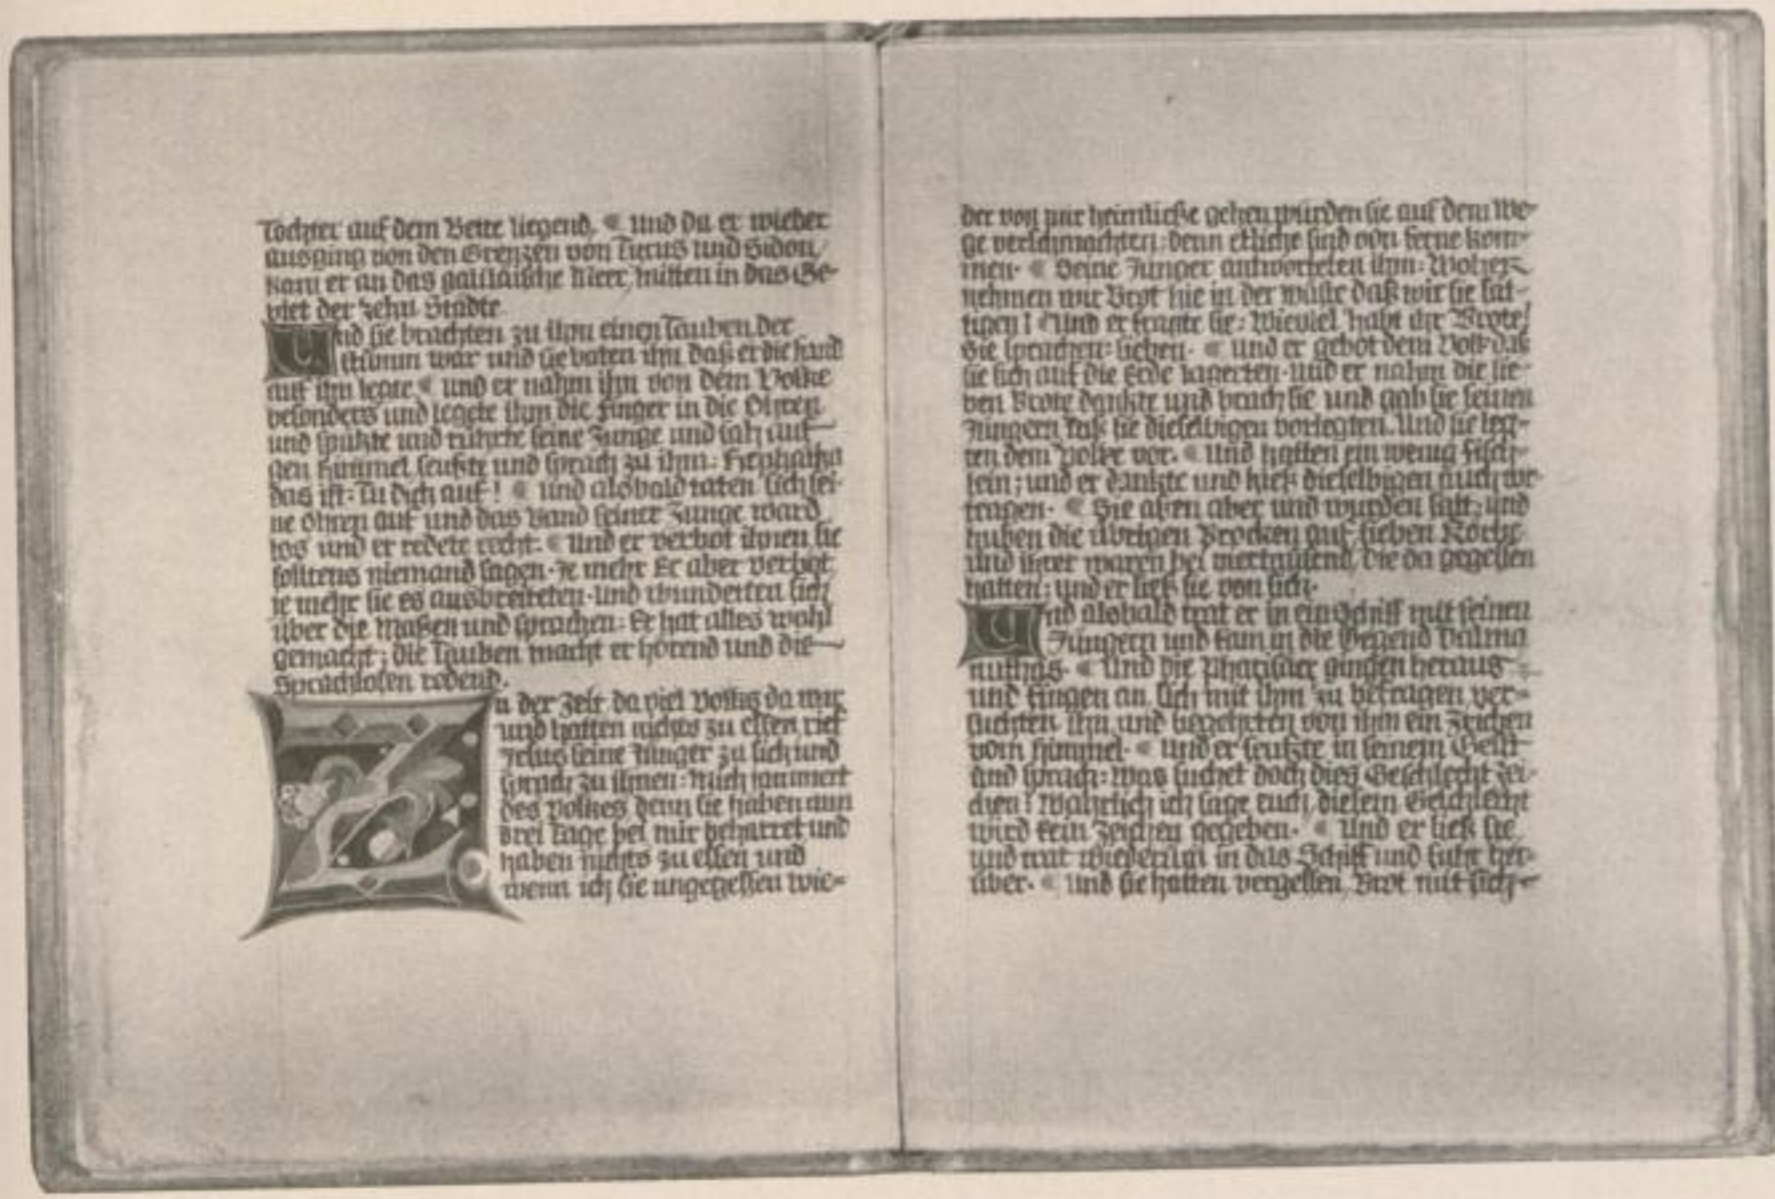 Tochter auf dem Bette liegend. Und da er wieder
ausging von den Grenzen von Tirus und Sidon/
kam er an das galiläische Meer, mitten in das Ge-
biet der zehn Städte.
Und sie brachten zu ihm einen Tauben der
stumm war und sie baten ihn daß er die Hand
auf ihn legte. und er nahm ihn von dem Volke
besonders und legete ihm die Finger in die Ohren
und spützte und rührte seine Zunge und sah auf
gen Himmel, seufzte und sprach zu ihm: Hephatha
das ist: Tu dich auf! und alsbald taten sich sei-
ne Ohren auf und das Band seiner Zunge ward
los und er redete recht. Und er verbot ihnen sie
solltens niemand sagen. Je mehr Er aber verbot
je mehr sie es ausbreiteten. Und wunderten sich
über die Maßen und sprachen: Er hat alles wohl
gemacht; die Tauben macht er hörend und die
Sprachlosen redend.
Zu der Zeit, da viel Volks da war
und hatten nichts zu essen, rief
Jesus seine Jünger zu sich und
sprach zu ihnen: Mich jammert
des Volkes denn sie haben nun
drei Tage bei mir beharret und
haben nichts zu essen und
wenn ich sie ungegessen wie-
der von mir heimließe gehen würden sie auf dem We-
ge verschmachten; denn etliche sind von ferne kom-
men. Seine Jünger antworteten ihm: Woher
nehmen wir Brot hie in der Wüste daß wir sie sät-
tigen? Und er fragte sie: Wieviel habt ihr Brote?
Sie sprachen: sieben. und er gebot dem Volk daß
sie sich auf die Erde lagerten. Und er nahm die sie-
ben Brote dankte und brach sie und gab sie seinen
Jüngern daß sie dieselbigen vorlegten. Und sie leg-
ten dem Volke vor. Und hatten ein wenig Fisch-
lein; und er dankte und hieß dieselbigen auch vor-
tragen. Sie aßen aber und wurden satt; und
huben die übrigen Brocken auf, sieben Körbe.
Und ihrer waren bei viertausend, die da gegessen
hatten; und er ließ sie von sich.
Und alsbald trat er in ein Schiff mit seinen
Jüngern und kam in die Gegend Dalma
nuthas. Und die Pharisäer gingen heraus
und fingen an, sich mit ihm zu befragen, ver-
suchten ihn und begehrten von ihm ein Zeichen
vom Himmel. und er seufzte in seinem Geist
und sprach: Was suchet doch dies Geschlecht Zei-
chen? Wahrlich ich sage euch, diesem Geschlecht
wird kein Zeichen gegeben. Und er ließ sie
und trat wiederum in das Schiff und fuhr her-
über. Und sie hatten vergessen, Brot mit sich